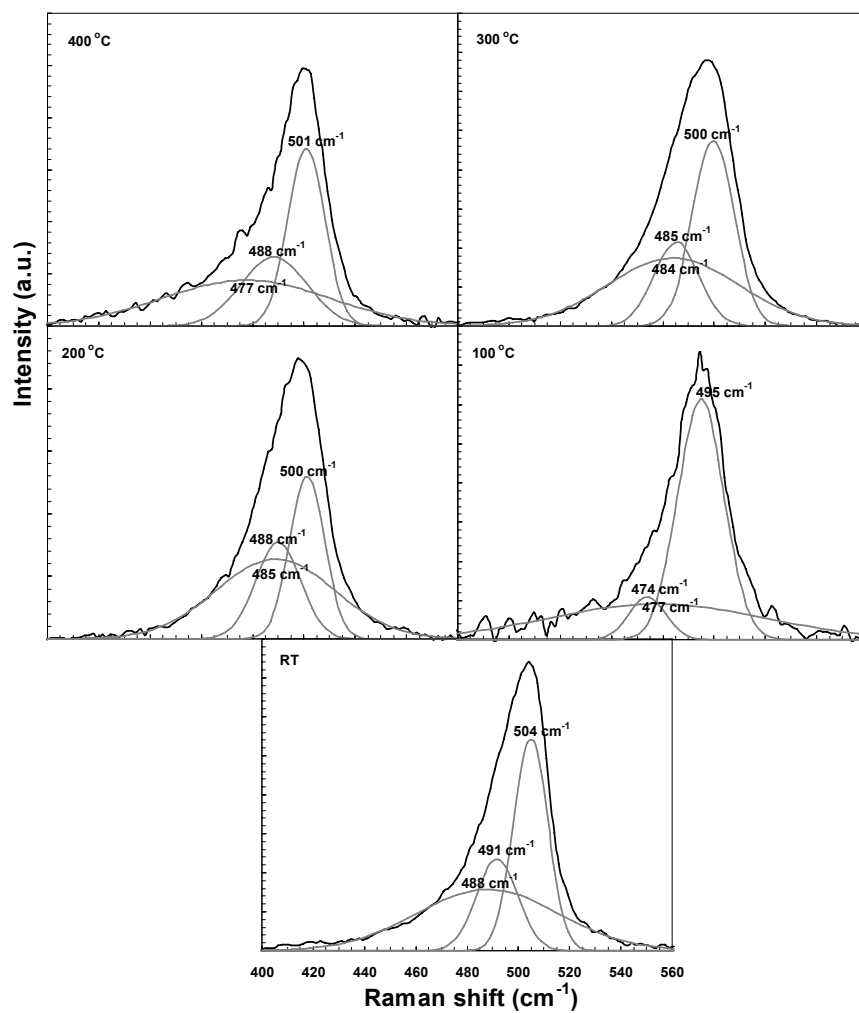 400 °C
501 cm⁻¹
488 cm⁻¹
477 cm⁻¹
300 °C
500 cm⁻¹
485 cm⁻¹
484 cm⁻¹
Intensity (a.u.)
200 °C
500 cm⁻¹
488 cm⁻¹
485 cm⁻¹
100 °C
495 cm⁻¹
474 cm⁻¹
477 cm⁻¹
RT
504 cm⁻¹
491 cm⁻¹
488 cm⁻¹
400 420 440 460 480 500 520 540 560
Raman shift (cm⁻¹)